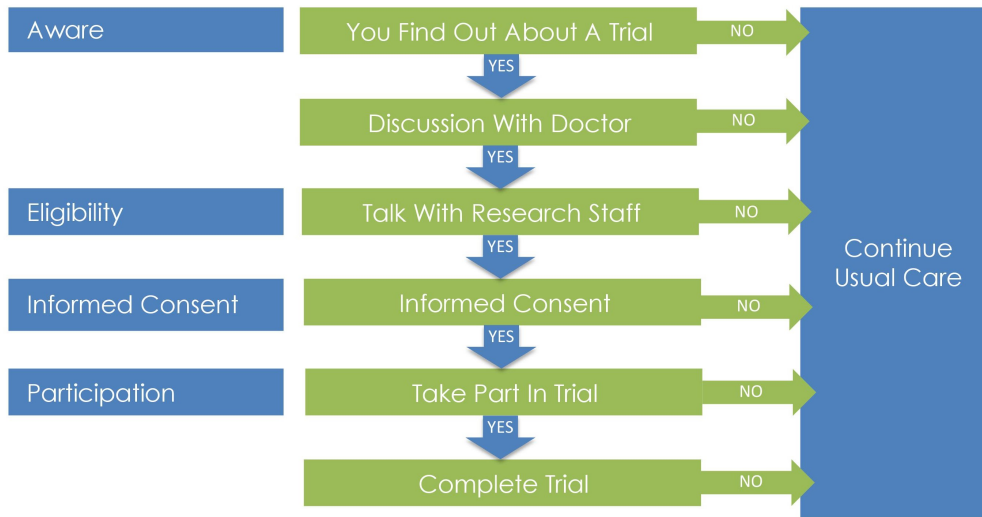 Aware
You Find Out About A Trial
NO
YES
Discussion With Doctor
NO
YES
Eligibility
Talk With Research Staff
NO
YES
Informed Consent
Informed Consent
NO
YES
Participation
Take Part In Trial
NO
YES
Complete Trial
NO
Continue
Usual Care